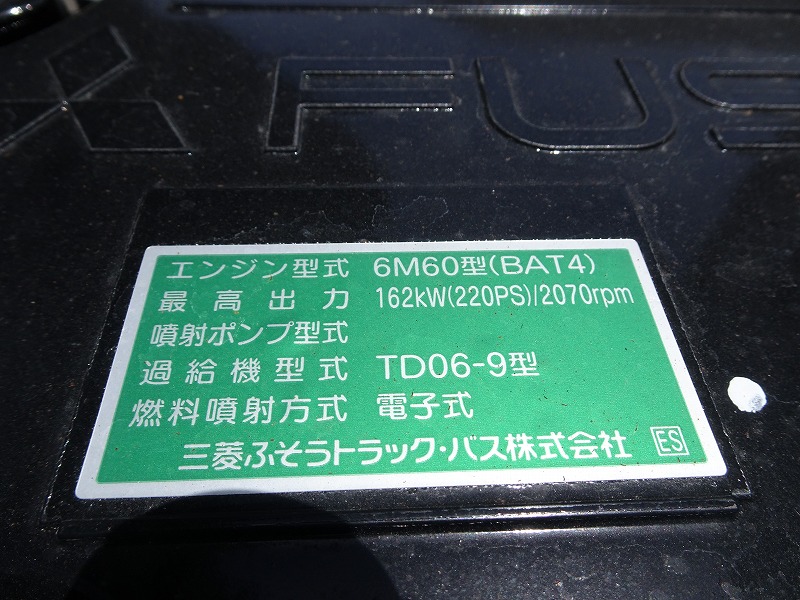 FUS
エンジン型式 6M60型(BAT4)
最高出力 162kW(220PS)/2070rpm
噴射ポンプ型式
過給機型式 TD06-9型
燃料噴射方式 電子式
三菱ふそうトラック・バス株式会社 ES